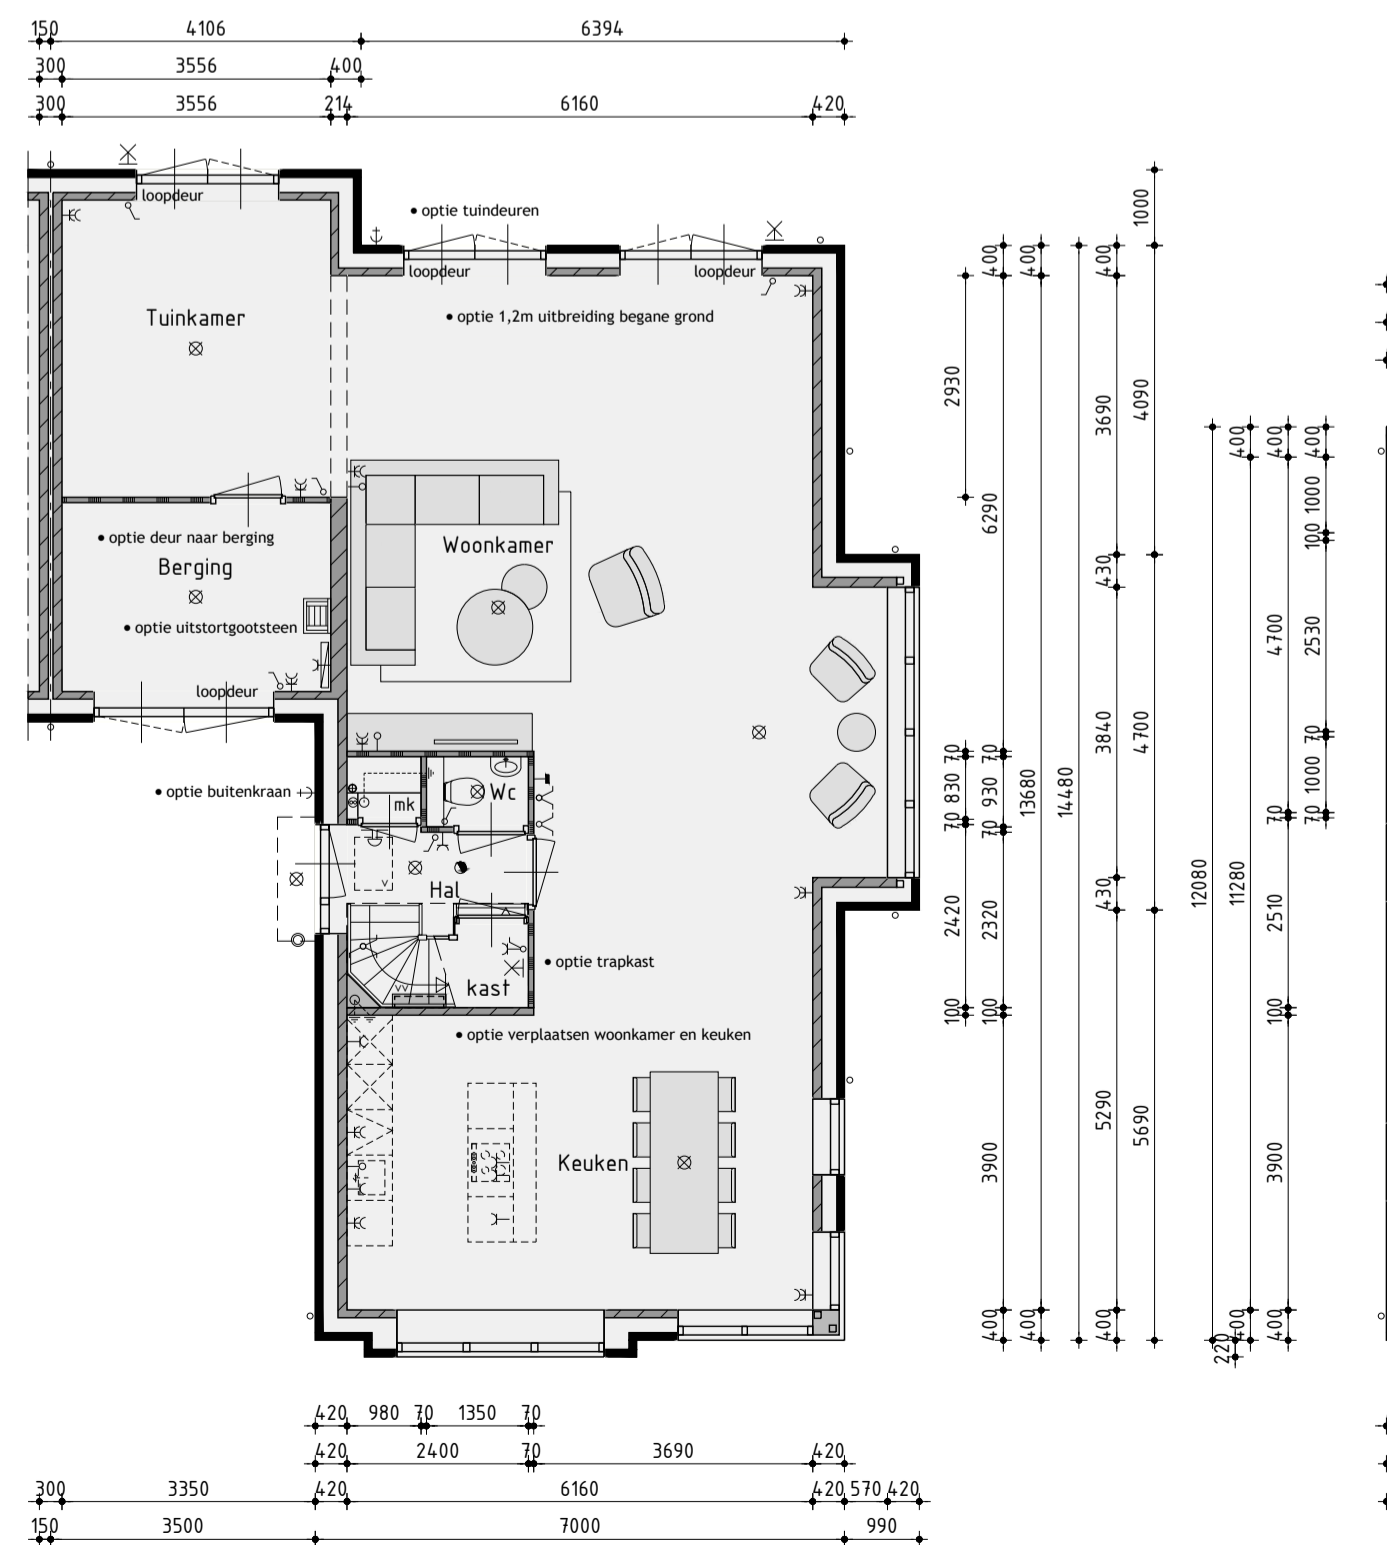 150 4106 6394
300 3556 400
300 3556 214 6160 420
loopdeur
• optie tuindeuren
loopdeur
loopdeur
Tuinkamer
• optie 1,2m uitbreiding begane grond
• optie deur naar berging
Berging
Woonkamer
• optie uitstortgootsteen
loopdeur
• optie buitenkraan
mk
Wc
Hal
v
vv
kast
• optie trapkast
• optie verplaatsen woonkamer en keuken
Keuken
2930
70
830
70
2420
100
400
6290
70
930
70
2320
100
3900
400
400
13680
400
14480
400
3690
430
3840
430
5290
400
1000
4090
4700
5690
12080
400
11280
400
220
400
4700
70
2510
100
3900
400
400
1000
100
2530
70
1000
70
420 980 70 1350 70
420 2400 70 3690 420
300 3350 420 6160 420 570 420
150 3500 7000 990